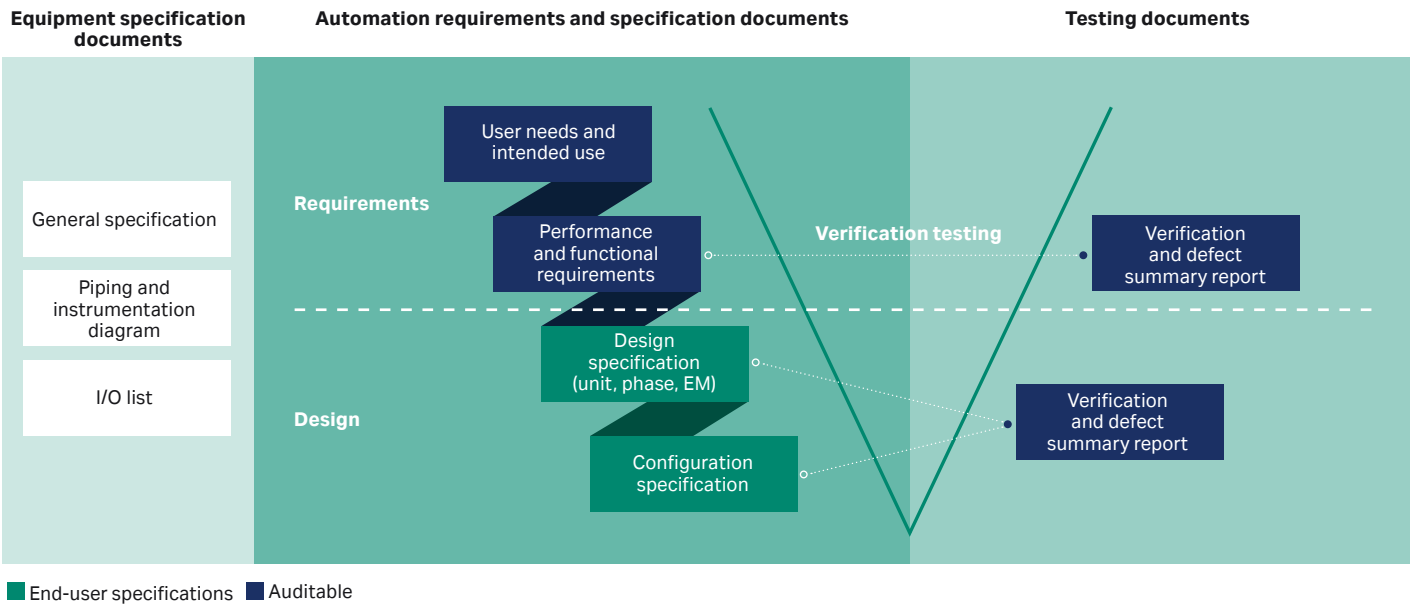 Equipment specification
documents
Automation requirements and specification documents
Testing documents
General specification
Piping and
instrumentation
diagram
I/O list
Requirements
User needs and
intended use
Performance
and functional
requirements
Verification testing
Verification
and defect
summary report
Design
Design
specification
(unit, phase, EM)
Configuration
specification
Verification
and defect
summary report
End-user specifications
Auditable